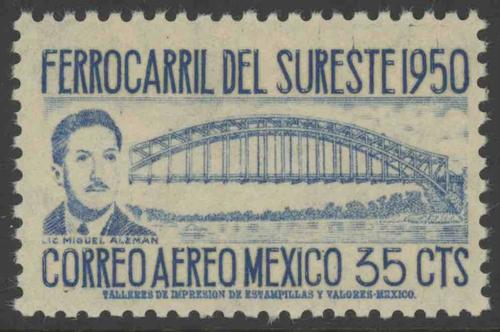 FERROCARRIL DEL SURESTE 1950
LIC MIGUEL ALEMAN
CORREO AEREO MEXICO 35 CTS
TALLERES DE IMPRESION DE ESTAMPILLAS Y VALORES-MEXICO.